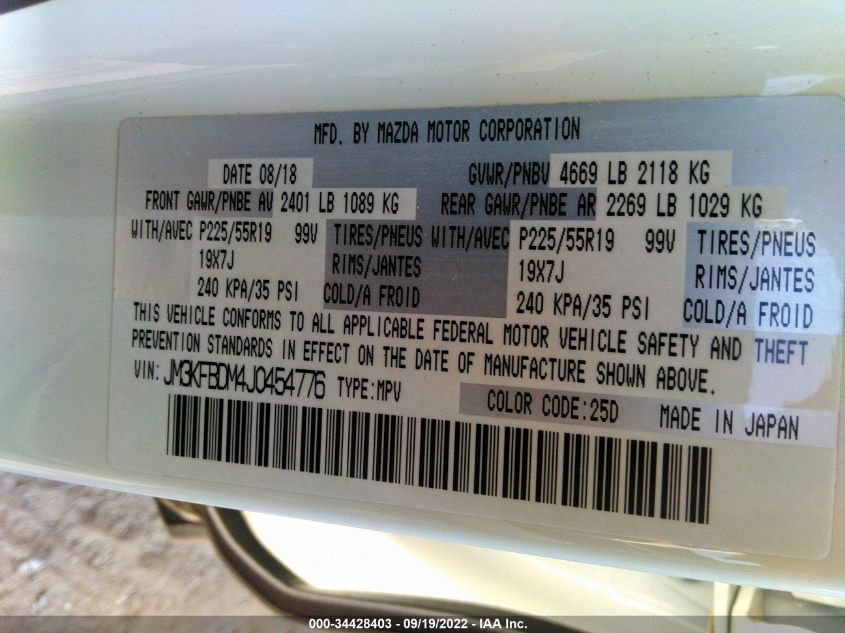 MFD. BY MAZDA MOTOR CORPORATION
DATE 08/18 GVWR/PNBV 4669 LB 2118 KG
FRONT GAWR/PNBE AV 2401 LB 1089 KG REAR GAWR/PNBE AR 2269 LB 1029 KG
WITH/AVEC P225/55R19 99V TIRES/PNEUS WITH/AVEC P225/55R19 99V TIRES/PNEUS
19X7J RIMS/JANTES 19X7J RIMS/JANTES
240 KPA/35 PSI COLD/A FROID 240 KPA/35 PSI COLD/A FROID
THIS VEHICLE CONFORMS TO ALL APPLICABLE FEDERAL MOTOR VEHICLE SAFETY AND THEFT
PREVENTION STANDARDS IN EFFECT ON THE DATE OF MANUFACTURE SHOWN ABOVE.
VIN: JM3KFBDM4J0454776 TYPE:MPV COLOR CODE:25D MADE IN JAPAN
000-34428403 - 09/19/2022 - IAA Inc.